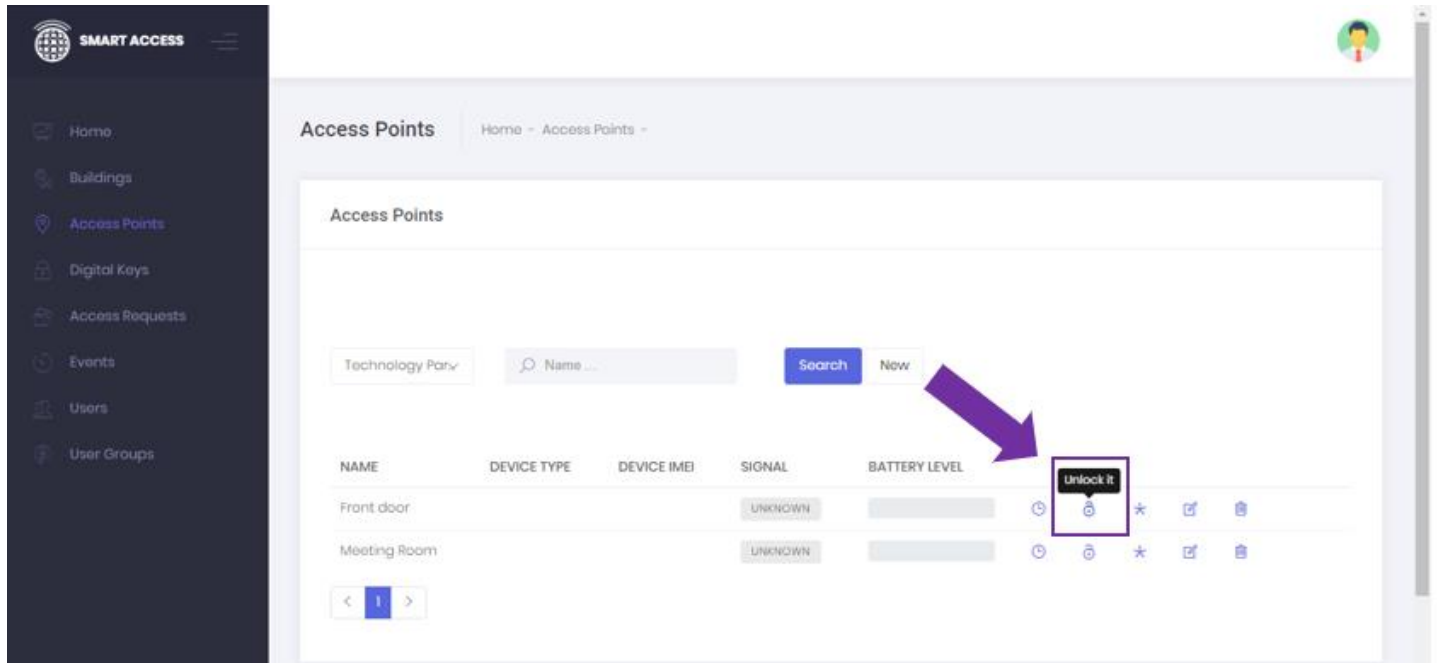 SMART ACCESS
Home
Buildings
Access Points
Digital Keys
Access Requests
Events
Users
User Groups
Access Points
Home - Access Points -
Access Points
Technology Par
Name ...
Search
New
NAME DEVICE TYPE DEVICE IMEI SIGNAL BATTERY LEVEL
Unlock it
Front door UNKNOWN
Meeting Room UNKNOWN
< 1 >